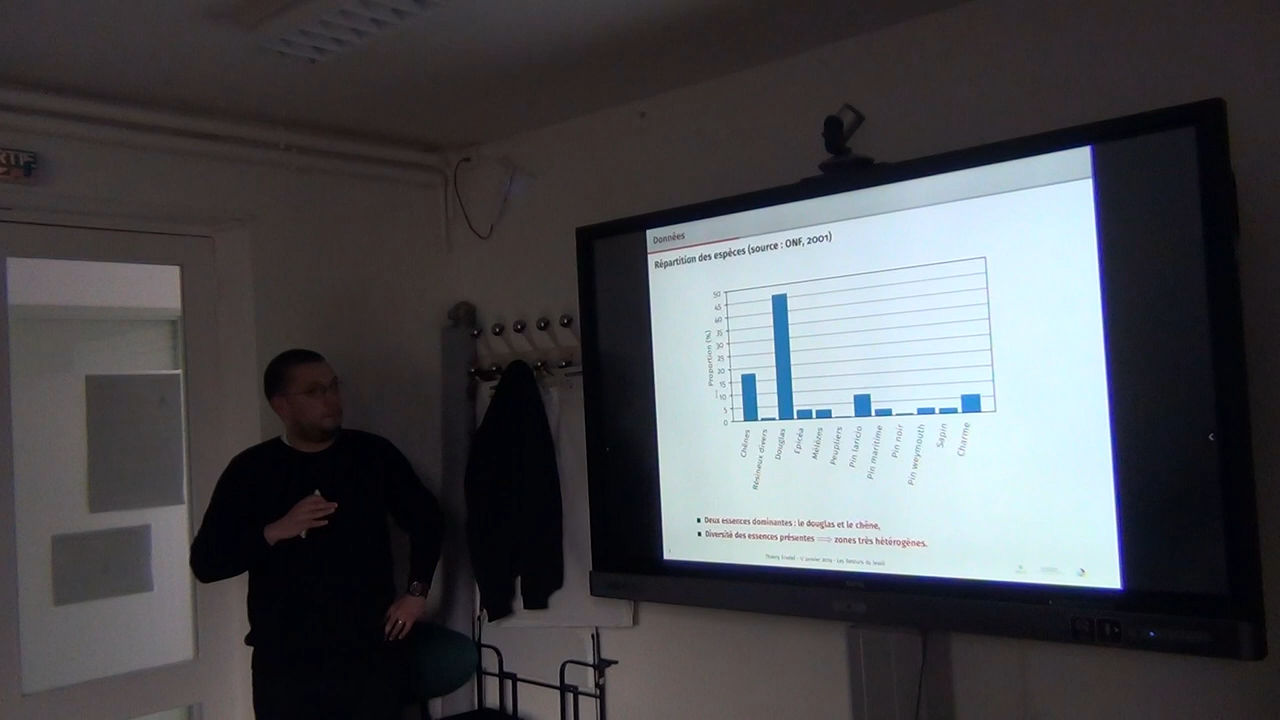 Données
Répartition des espèces (source : ONF, 2001)
Proportion (%)
50
45
40
35
30
25
20
15
10
5
0
Chênes
Résineux divers
Douglas
Epicéa
Mélèzes
Peupliers
Pin laricio
Pin maritime
Pin noir
Pin weymouth
Sapin
Charme
Deux essences dominantes : le douglas et le chêne,
Diversité des essences présentes ⟹ zones très hétérogènes.